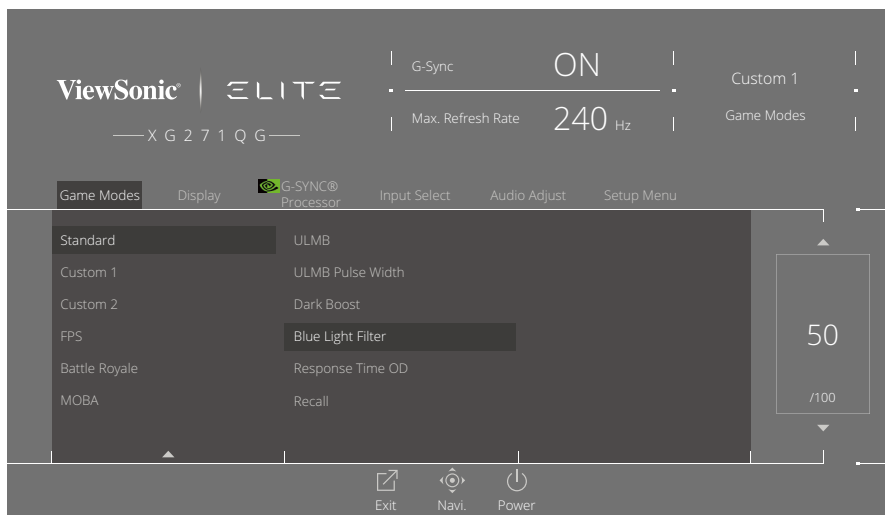 ViewSonic® | ELITE
XG271QG
G-Sync ON
Max. Refresh Rate 240 Hz
Custom 1
Game Modes
Game Modes
Display
G-SYNC®
Processor
Input Select
Audio Adjust
Setup Menu
Standard
Custom 1
Custom 2
FPS
Battle Royale
MOBA
ULMB
ULMB Pulse Width
Dark Boost
Blue Light Filter
Response Time OD
Recall
50
/100
Exit
Navi.
Power